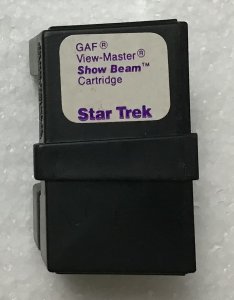 GAF®
View-Master®
Show Beam™
Cartridge
Star Trek